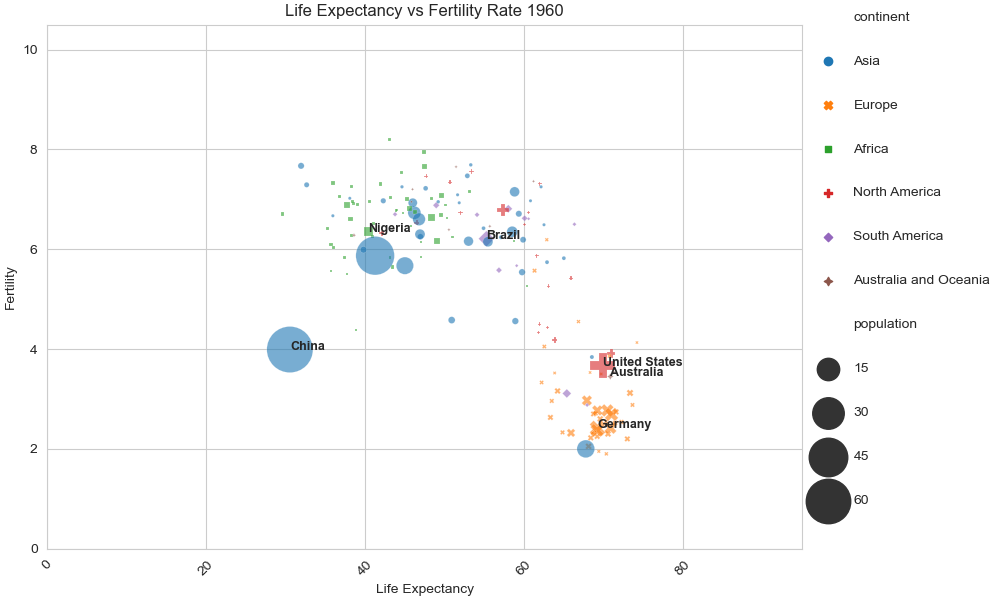 Life Expectancy vs Fertility Rate 1960
continent
Asia
Europe
Africa
North America
South America
Australia and Oceania
population
15
30
45
60
Fertility
10
8
6
4
2
0
Nigeria
Brazil
China
United States
Australia
Germany
0
20
40
60
80
Life Expectancy